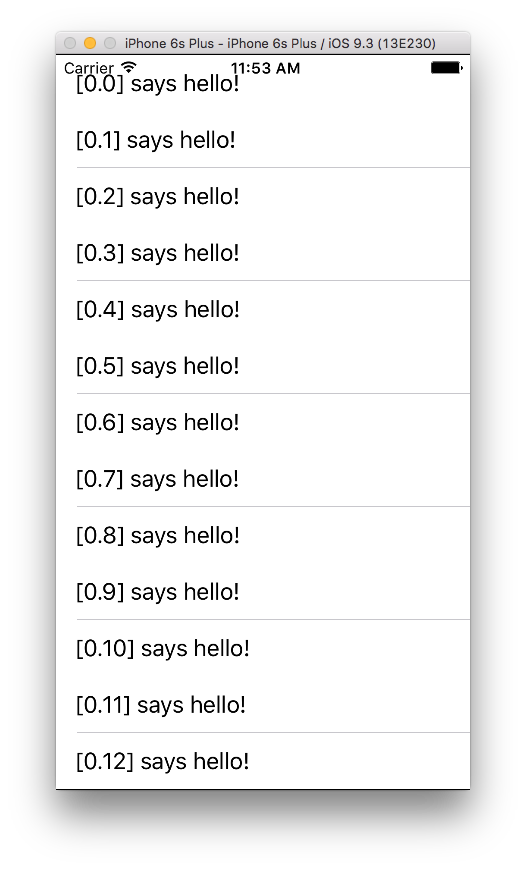 iPhone 6s Plus - iPhone 6s Plus / iOS 9.3 (13E230)
Carrier 11:53 AM
[0.0] says hello!
[0.1] says hello!
[0.2] says hello!
[0.3] says hello!
[0.4] says hello!
[0.5] says hello!
[0.6] says hello!
[0.7] says hello!
[0.8] says hello!
[0.9] says hello!
[0.10] says hello!
[0.11] says hello!
[0.12] says hello!